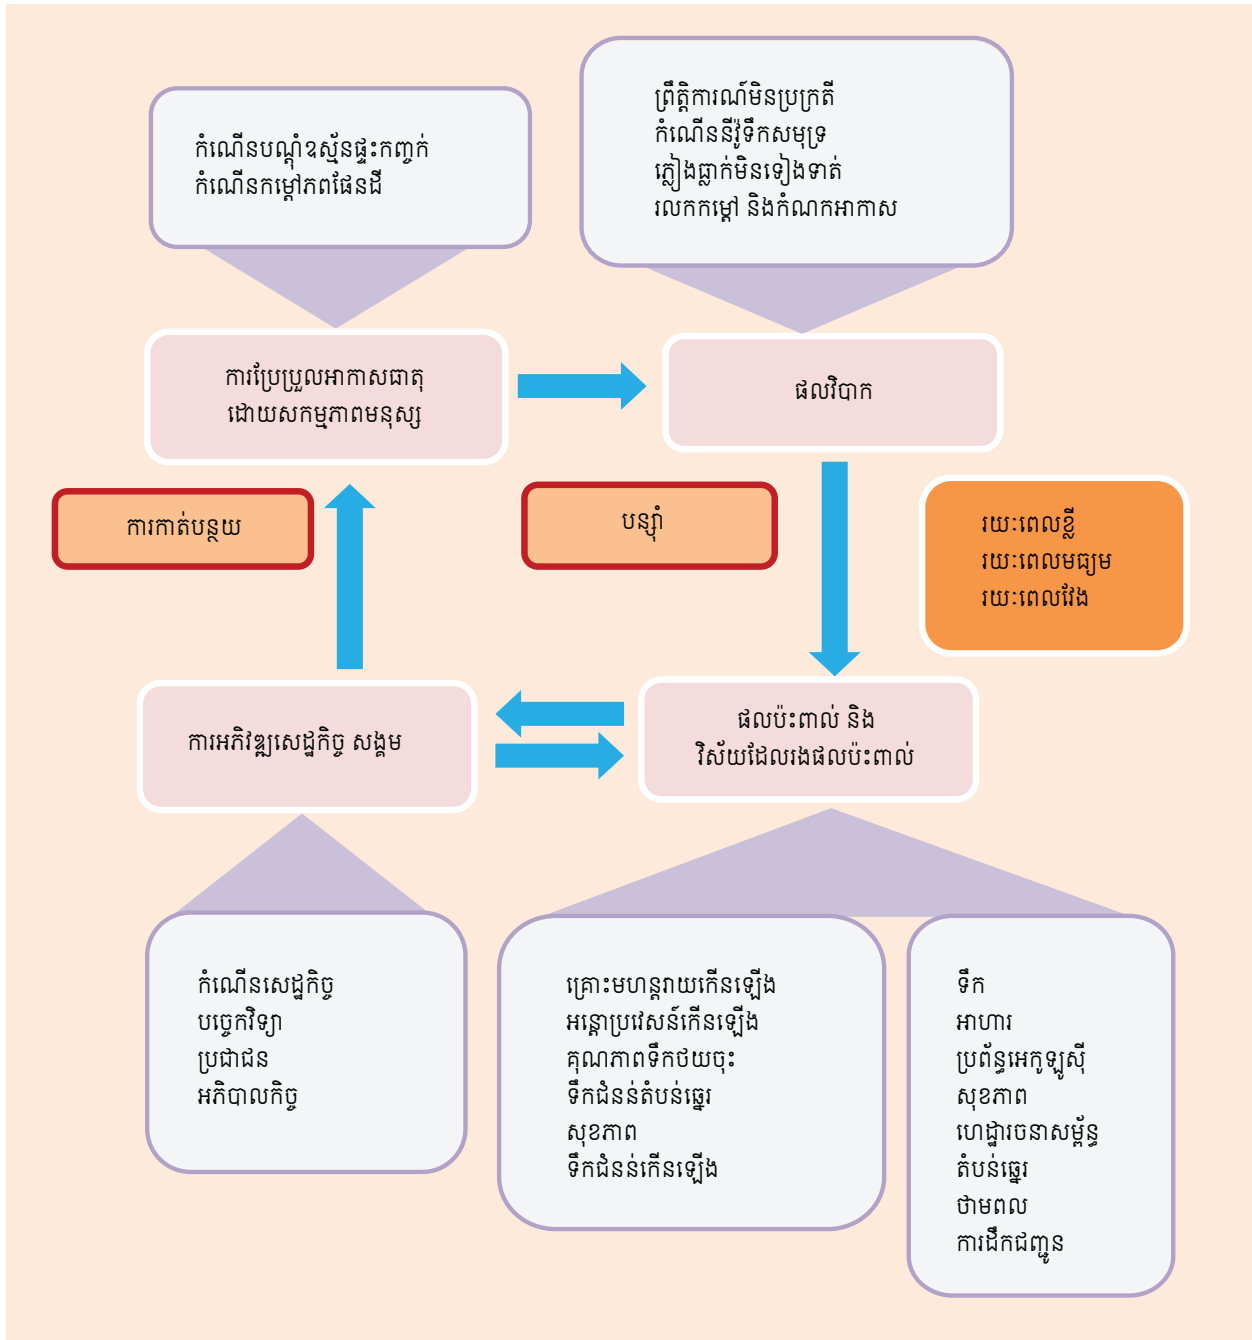 ព្រឹត្តិការណ៍មិនប្រក្រតី
កំណើននីវ៉ូទឹកសមុទ្រ
ភ្លៀងធ្លាក់មិនទៀងទាត់
រលកកម្ដៅ និងកំណកអាកាស
កំណើនបណ្ដុំឧស្ម័នផ្ទះកញ្ចក់
កំណើនកម្ដៅភពផែនដី
ការប្រែប្រួលអាកាសធាតុ
ដោយសកម្មភាពមនុស្ស
ផលវិបាក
ការកាត់បន្ថយ
បន្ស៊ាំ
រយៈពេលខ្លី
រយៈពេលមធ្យម
រយៈពេលវែង
ការអភិវឌ្ឍសេដ្ឋកិច្ច សង្គម
ផលប៉ះពាល់ និង
វិស័យដែលរងផលប៉ះពាល់
កំណើនសេដ្ឋកិច្ច
បច្ចេកវិទ្យា
ប្រជាជន
អភិបាលកិច្ច
គ្រោះមហន្តរាយកើនឡើង
អន្តោប្រវេសន៍កើនឡើង
គុណភាពទឹកថយចុះ
ទឹកជំនន់តំបន់ឆ្នេរ
សុខភាព
ទឹកជំនន់កើនឡើង
ទឹក
អាហារ
ប្រព័ន្ធអេកូឡូស៊ី
សុខភាព
ហេដ្ឋារចនាសម្ព័ន្ធ
តំបន់ឆ្នេរ
ថាមពល
ការដឹកជញ្ជូន